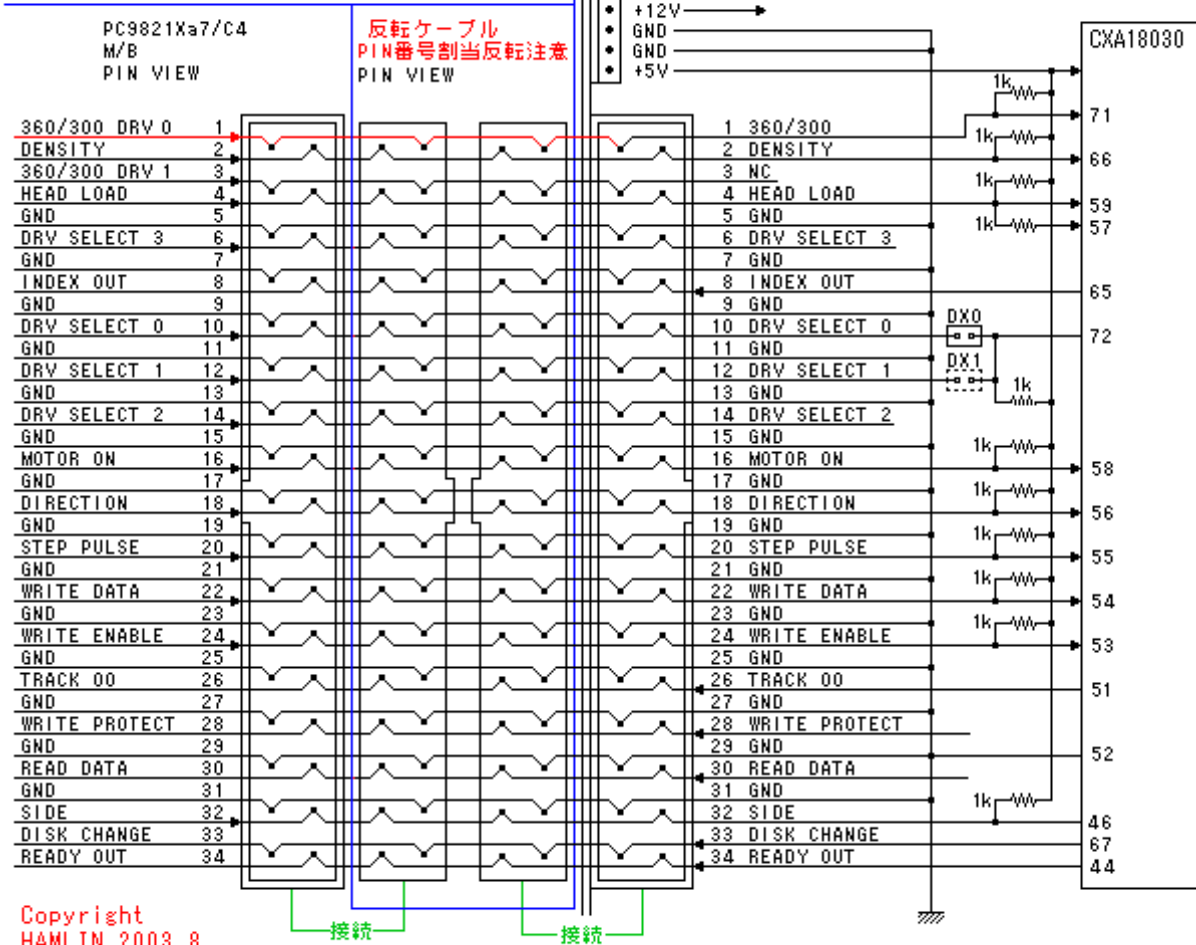 PC9821Xa7/C4
M/B
PIN VIEW
反転ケーブル
PIN番号割当反転注意
PIN VIEW
+12V
GND
GND
+5V
CXA18030
360/300 DRV 0 1
DENSITY 2
360/300 DRV 1 3
HEAD LOAD 4
GND 5
DRV SELECT 3 6
GND 7
INDEX OUT 8
GND 9
DRV SELECT 0 10
GND 11
DRV SELECT 1 12
GND 13
DRV SELECT 2 14
GND 15
MOTOR ON 16
GND 17
DIRECTION 18
GND 19
STEP PULSE 20
GND 21
WRITE DATA 22
GND 23
WRITE ENABLE 24
GND 25
TRACK 00 26
GND 27
WRITE PROTECT 28
GND 29
READ DATA 30
GND 31
SIDE 32
DISK CHANGE 33
READY OUT 34
1 360/300
2 DENSITY
3 NC
4 HEAD LOAD
5 GND
6 DRV SELECT 3
7 GND
8 INDEX OUT
9 GND
10 DRV SELECT 0
11 GND
12 DRV SELECT 1
13 GND
14 DRV SELECT 2
15 GND
16 MOTOR ON
17 GND
18 DIRECTION
19 GND
20 STEP PULSE
21 GND
22 WRITE DATA
23 GND
24 WRITE ENABLE
25 GND
26 TRACK 00
27 GND
28 WRITE PROTECT
29 GND
30 READ DATA
31 GND
32 SIDE
33 DISK CHANGE
34 READY OUT
DX0
DX1
1k
1k
1k
1k
1k
1k
1k
1k
1k
1k
1k
71
66
59
57
65
72
58
56
55
54
53
51
52
46
67
44
接続
接続
Copyright
HAMLIN 2003.8